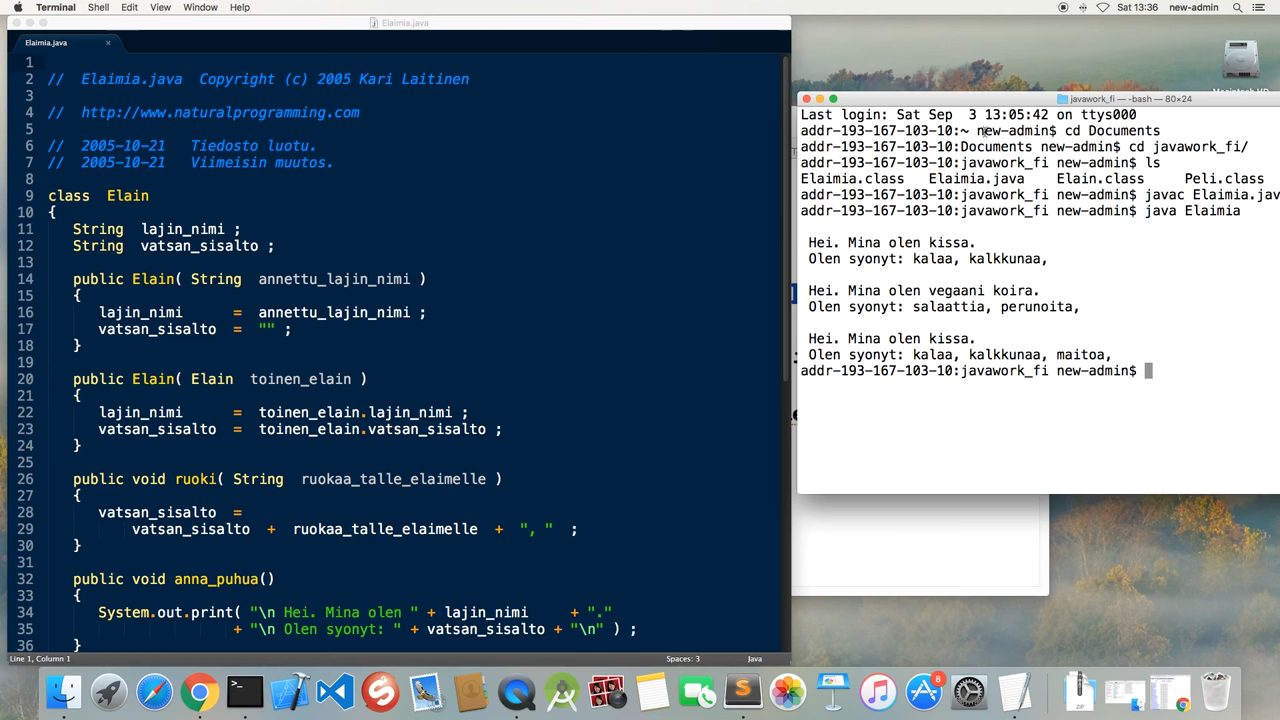 Terminal Shell Edit View Window Help
Sat 13:36 new-admin
Elaimia.java
Elaimia.java
1
2 // Elaimia.java Copyright (c) 2005 Kari Laitinen
3
4 // http://www.naturalprogramming.com
5
6 // 2005-10-21 Tiedosto luotu.
7 // 2005-10-21 Viimeisin muutos.
8
9 class Elain
10 {
11 String lajin_nimi ;
12 String vatsan_sisalto ;
13
14 public Elain( String annettu_lajin_nimi )
15 {
16 lajin_nimi = annettu_lajin_nimi ;
17 vatsan_sisalto = "" ;
18 }
19
20 public Elain( Elain toinen_elain )
21 {
22 lajin_nimi = toinen_elain.lajin_nimi ;
23 vatsan_sisalto = toinen_elain.vatsan_sisalto ;
24 }
25
26 public void ruoki( String ruokaa_talle_elaimelle )
27 {
28 vatsan_sisalto =
29 vatsan_sisalto + ruokaa_talle_elaimelle + ", " ;
30 }
31
32 public void anna_puhua()
33 {
34 System.out.print( "\n Hei. Mina olen " + lajin_nimi + "."
35 + "\n Olen syonyt: " + vatsan_sisalto + "\n" ) ;
36 }
Line 1, Column 1
Spaces: 3
Java
javawork_fi — -bash — 80×24
Last login: Sat Sep 3 13:05:42 on ttys000
addr-193-167-103-10:~ new-admin$ cd Documents
addr-193-167-103-10:Documents new-admin$ cd javawork_fi/
addr-193-167-103-10:javawork_fi new-admin$ ls
Elaimia.class Elaimia.java Elain.class Peli.class
addr-193-167-103-10:javawork_fi new-admin$ javac Elaimia.jav
addr-193-167-103-10:javawork_fi new-admin$ java Elaimia
Hei. Mina olen kissa.
Olen syonyt: kalaa, kalkkunaa,
Hei. Mina olen vegaani koira.
Olen syonyt: salaattia, perunoita,
Hei. Mina olen kissa.
Olen syonyt: kalaa, kalkkunaa, maitoa,
addr-193-167-103-10:javawork_fi new-admin$
8
ZIP